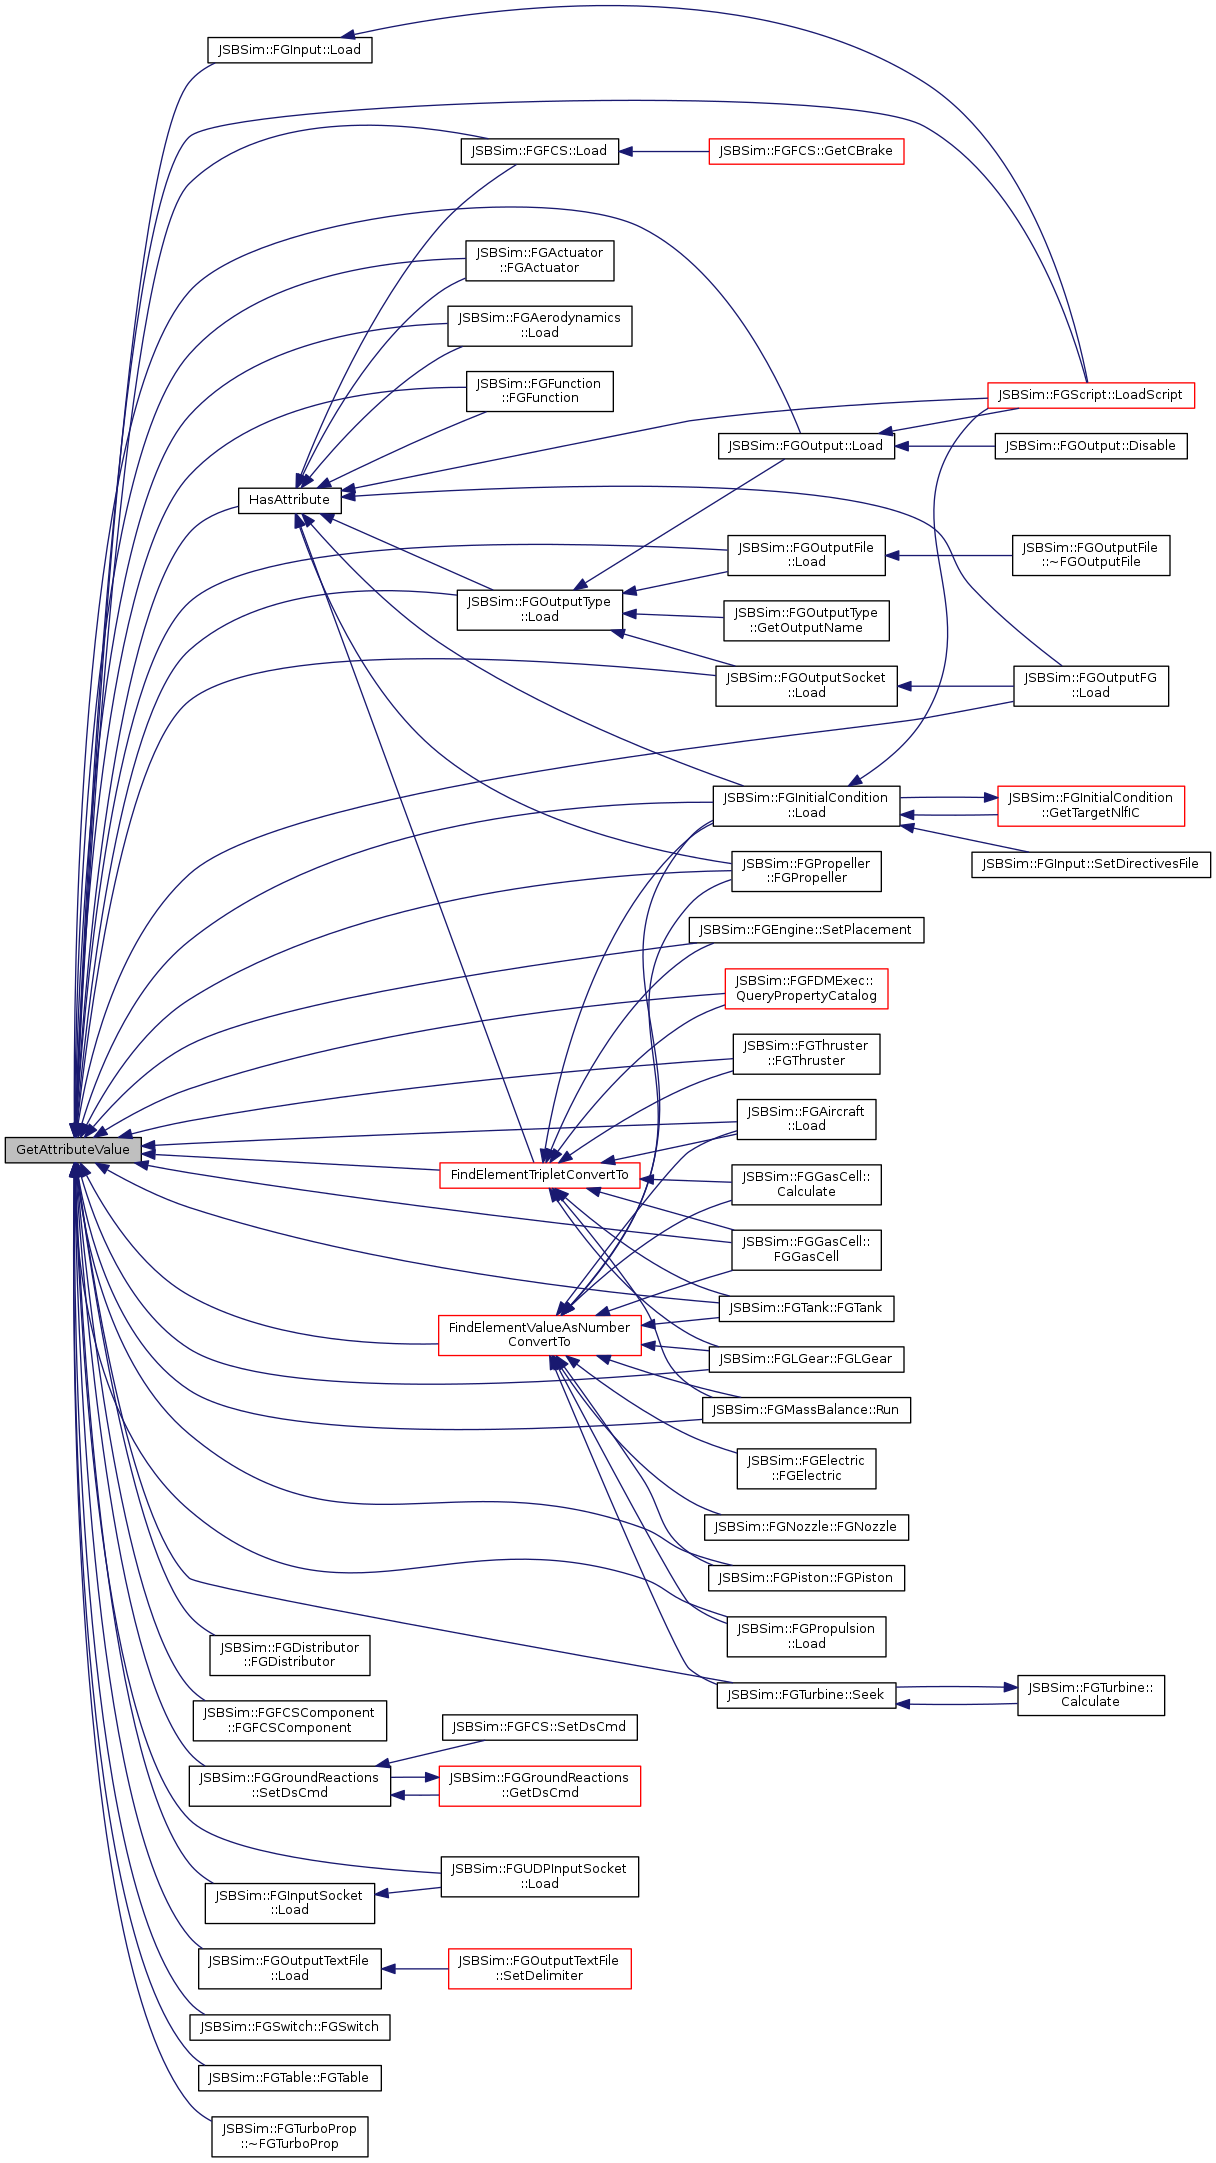 JSBSim::FGInput::Load
JSBSim::FGFCS::Load
JSBSim::FGFCS::GetCBrake
JSBSim::FGActuator
::FGActuator
JSBSim::FGAerodynamics
::Load
JSBSim::FGFunction
::FGFunction
JSBSim::FGScript::LoadScript
JSBSim::FGOutput::Load
JSBSim::FGOutput::Disable
HasAttribute
JSBSim::FGOutputFile
::Load
JSBSim::FGOutputFile
::~FGOutputFile
JSBSim::FGOutputType
::Load
JSBSim::FGOutputType
::GetOutputName
JSBSim::FGOutputSocket
::Load
JSBSim::FGOutputFG
::Load
JSBSim::FGInitialCondition
::Load
JSBSim::FGInitialCondition
::GetTargetNlfIC
JSBSim::FGInput::SetDirectivesFile
JSBSim::FGPropeller
::FGPropeller
JSBSim::FGEngine::SetPlacement
JSBSim::FGFDMExec::
QueryPropertyCatalog
JSBSim::FGThruster
::FGThruster
JSBSim::FGAircraft
::Load
GetAttributeValue
FindElementTripletConvertTo
JSBSim::FGGasCell::
Calculate
JSBSim::FGGasCell::
FGGasCell
JSBSim::FGTank::FGTank
FindElementValueAsNumber
ConvertTo
JSBSim::FGLGear::FGLGear
JSBSim::FGMassBalance::Run
JSBSim::FGElectric
::FGElectric
JSBSim::FGNozzle::FGNozzle
JSBSim::FGPiston::FGPiston
JSBSim::FGPropulsion
::Load
JSBSim::FGDistributor
::FGDistributor
JSBSim::FGTurbine::Seek
JSBSim::FGTurbine::
Calculate
JSBSim::FGFCSComponent
::FGFCSComponent
JSBSim::FGFCS::SetDsCmd
JSBSim::FGGroundReactions
::SetDsCmd
JSBSim::FGGroundReactions
::GetDsCmd
JSBSim::FGUDPInputSocket
::Load
JSBSim::FGInputSocket
::Load
JSBSim::FGOutputTextFile
::Load
JSBSim::FGOutputTextFile
::SetDelimiter
JSBSim::FGSwitch::FGSwitch
JSBSim::FGTable::FGTable
JSBSim::FGTurboProp
::~FGTurboProp